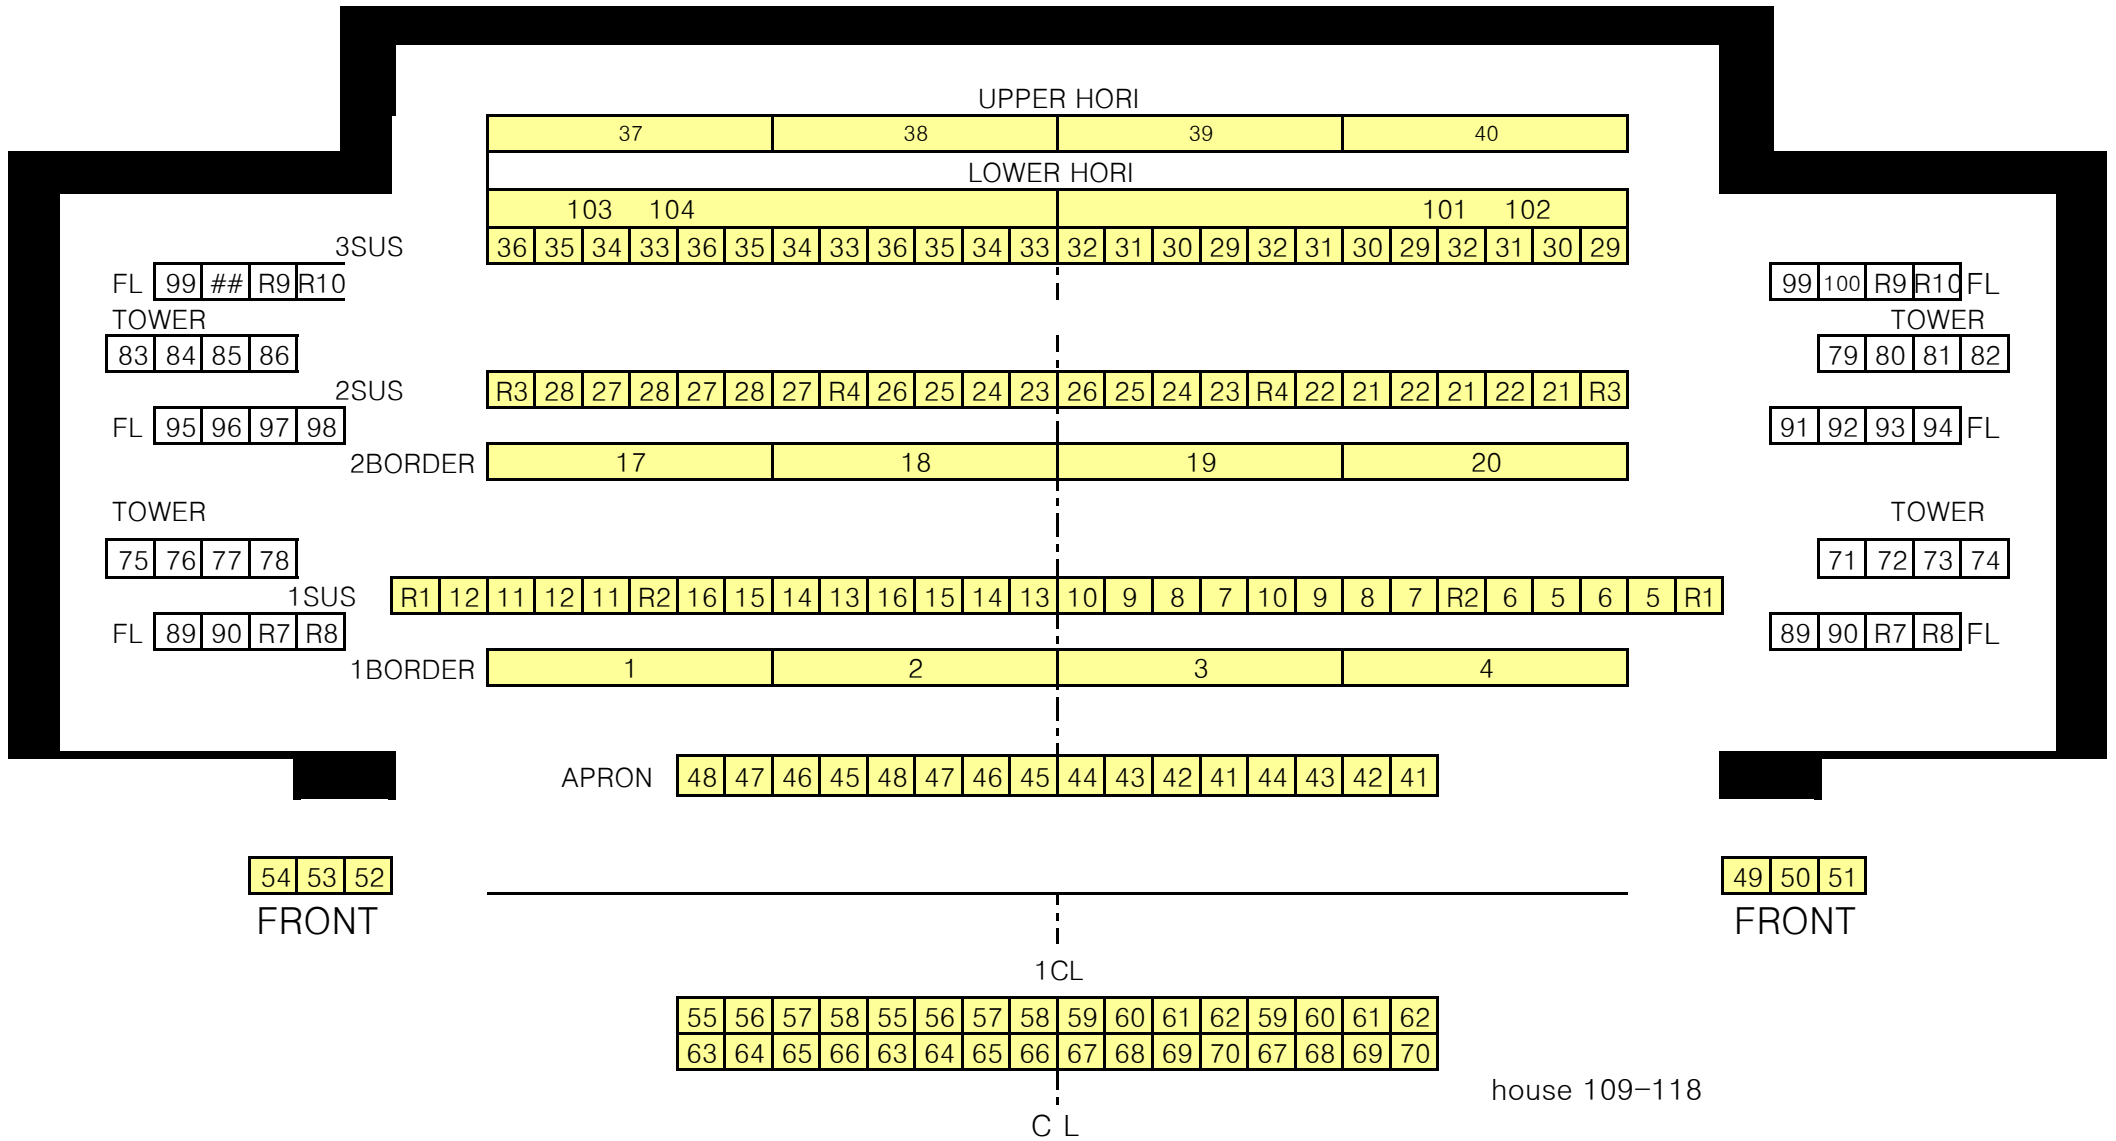 UPPER HORI
37 38 39 40
LOWER HORI
103 104 101 102
3SUS 36 35 34 33 36 35 34 33 36 35 34 33 32 31 30 29 32 31 30 29 32 31 30 29
FL 99 ## R9 R10 99 100 R9 R10 FL
TOWER TOWER
83 84 85 86 79 80 81 82
2SUS R3 28 27 28 27 28 27 R4 26 25 24 23 26 25 24 23 R4 22 21 22 21 22 21 R3
FL 95 96 97 98 91 92 93 94 FL
2BORDER 17 18 19 20
TOWER TOWER
75 76 77 78 71 72 73 74
1SUS R1 12 11 12 11 R2 16 15 14 13 16 15 14 13 10 9 8 7 10 9 8 7 R2 6 5 6 5 R1
FL 89 90 R7 R8 89 90 R7 R8 FL
1BORDER 1 2 3 4
APRON 48 47 46 45 48 47 46 45 44 43 42 41 44 43 42 41
54 53 52 49 50 51
FRONT FRONT
1CL
55 56 57 58 55 56 57 58 59 60 61 62 59 60 61 62
63 64 65 66 63 64 65 66 67 68 69 70 67 68 69 70
house 109-118
C L